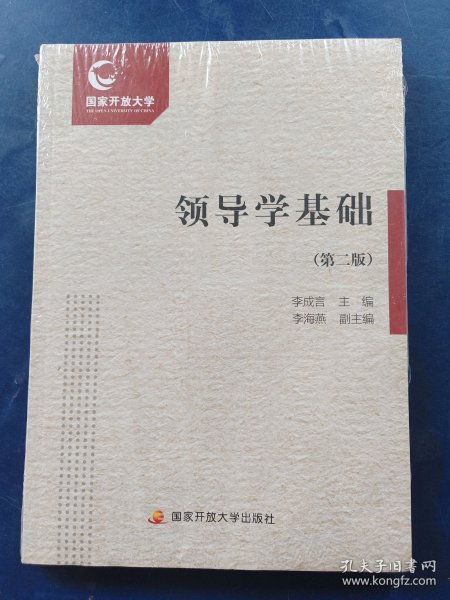 国家开放大学
THE OPEN UNIVERSITY OF CHINA
领导学基础
（第二版）
李成言 主 编
李海燕 副主编
国家开放大学出版社
孔夫子旧书网
www.kongfz.com